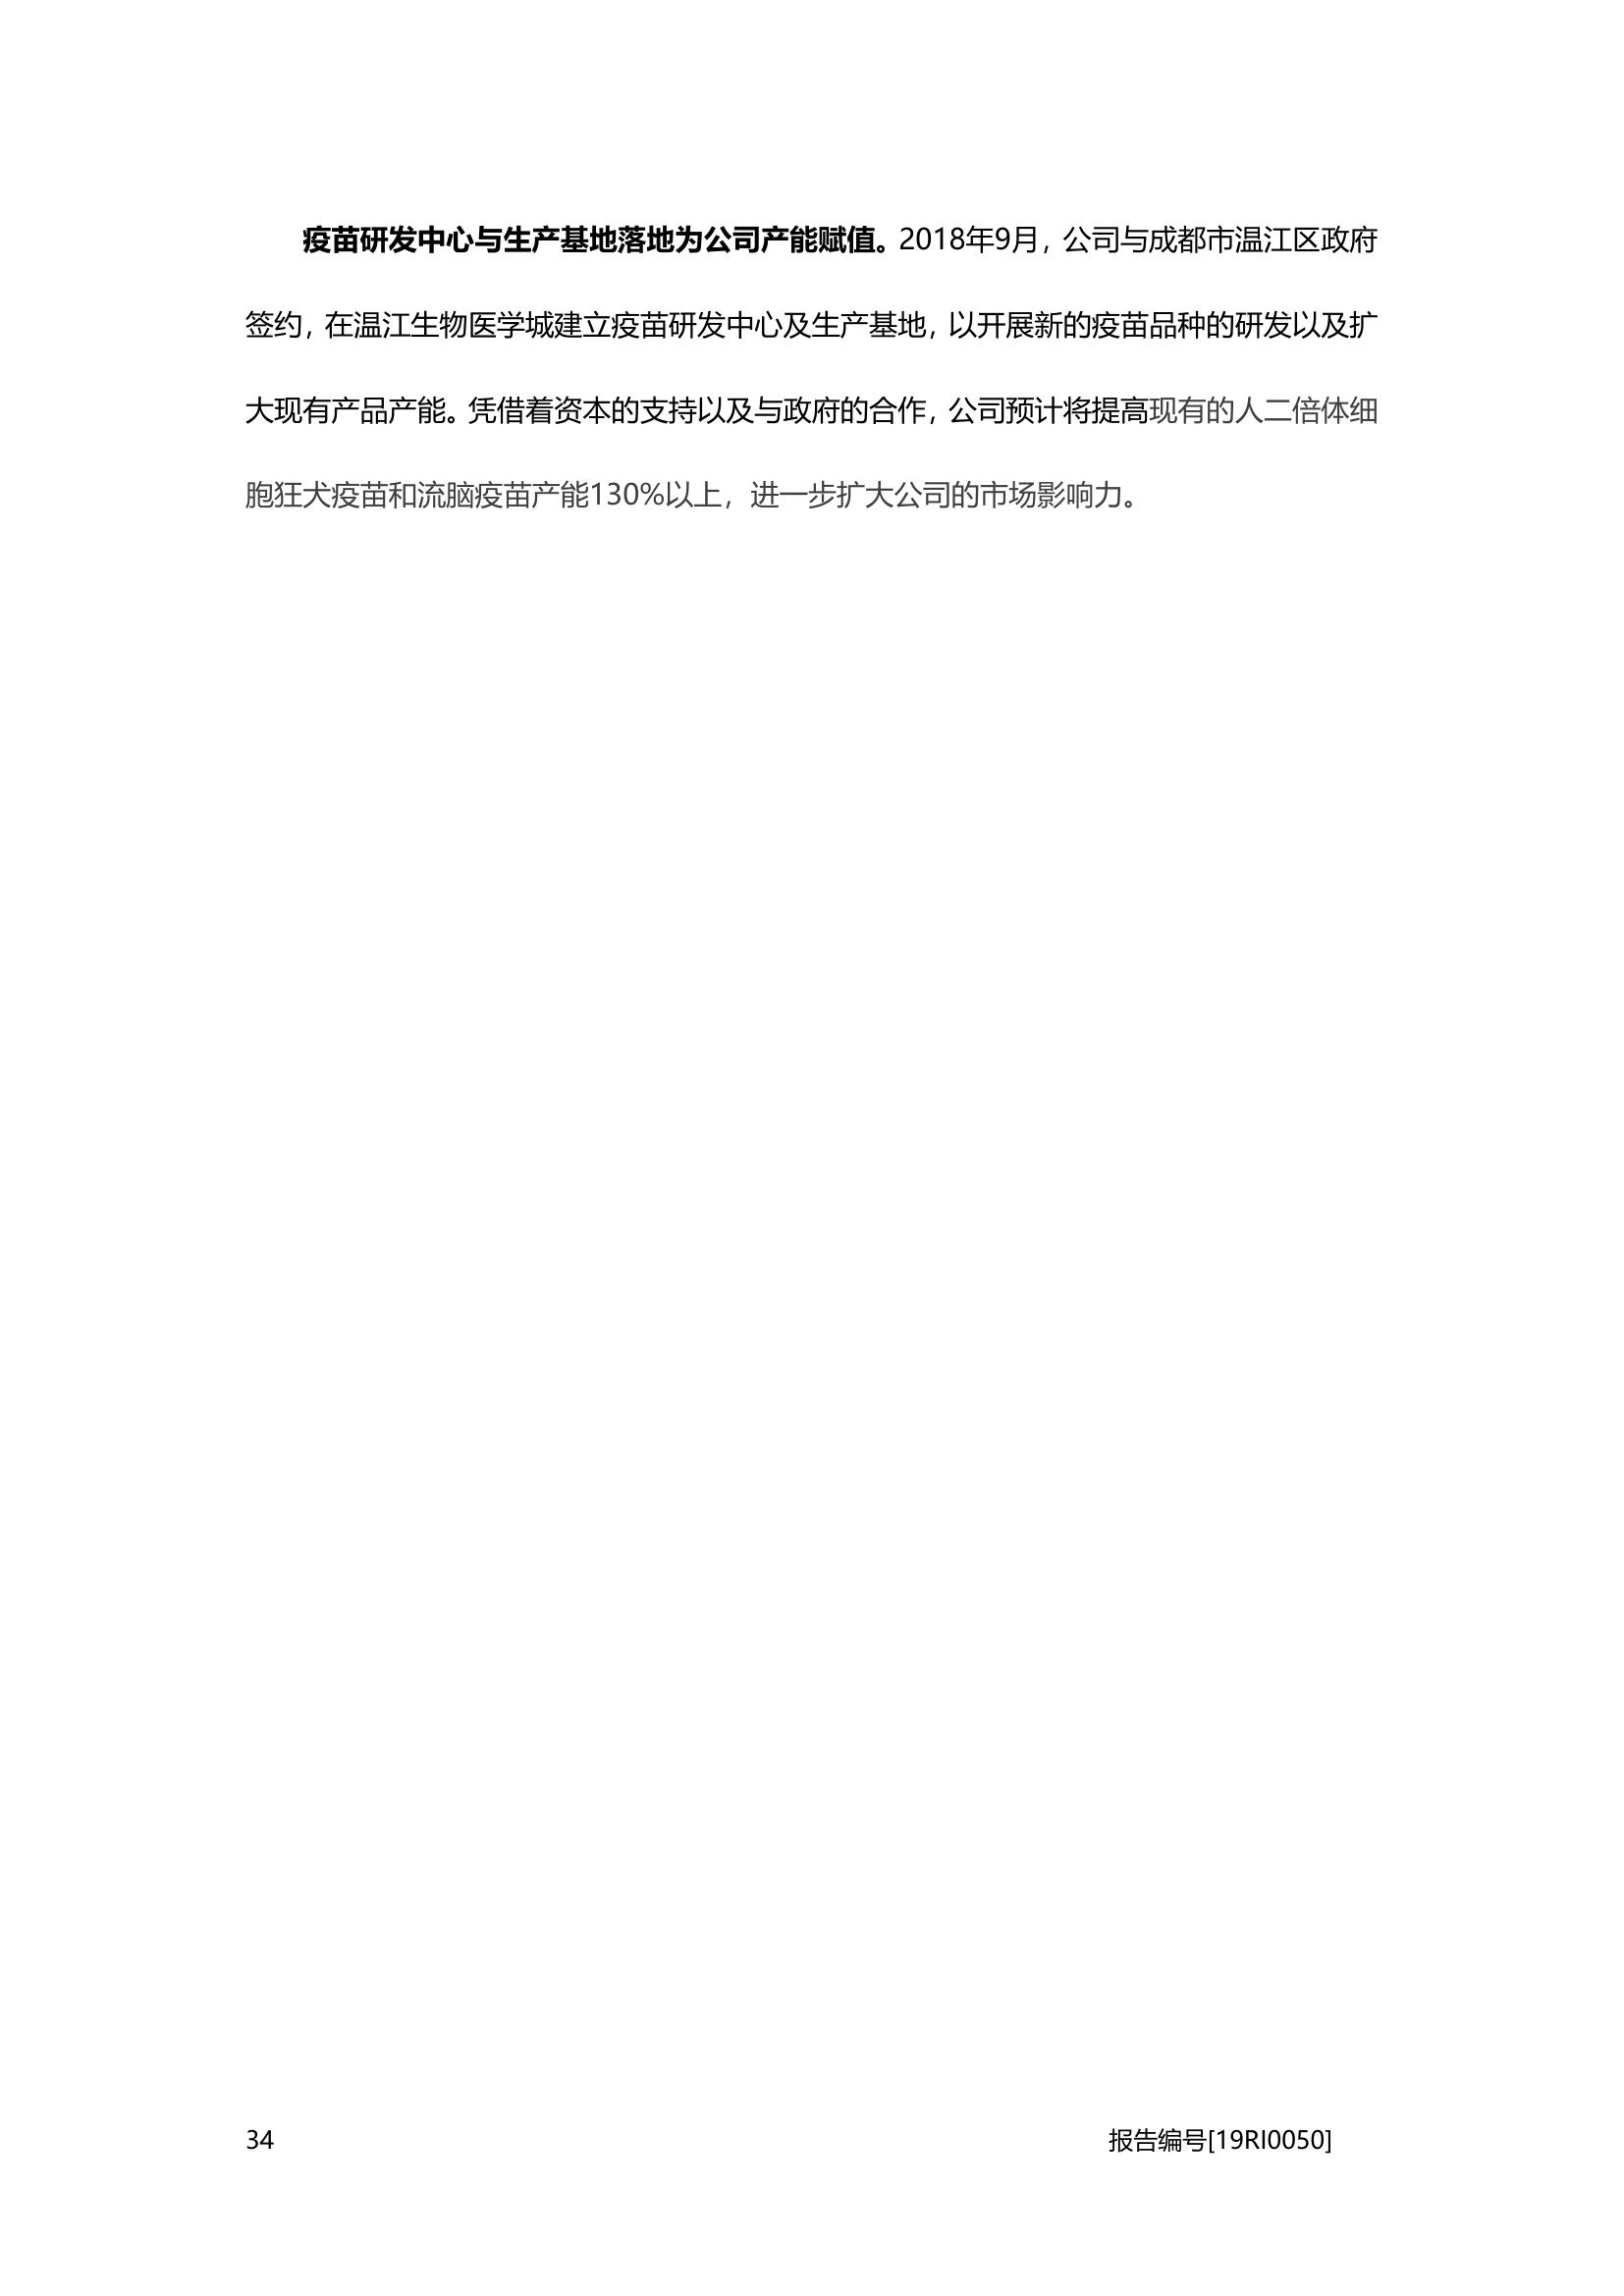 疫苗研发中心与生产基地落地为公司产能赋值。2018年9月，公司与成都市温江区政府
签约，在温江生物医学城建立疫苗研发中心及生产基地，以开展新的疫苗品种的研发以及扩
大现有产品产能。凭借着资本的支持以及与政府的合作，公司预计将提高现有的人二倍体细
胞狂犬疫苗和流脑疫苗产能130%以上，进一步扩大公司的市场影响力。
34 报告编号[19RI0050]